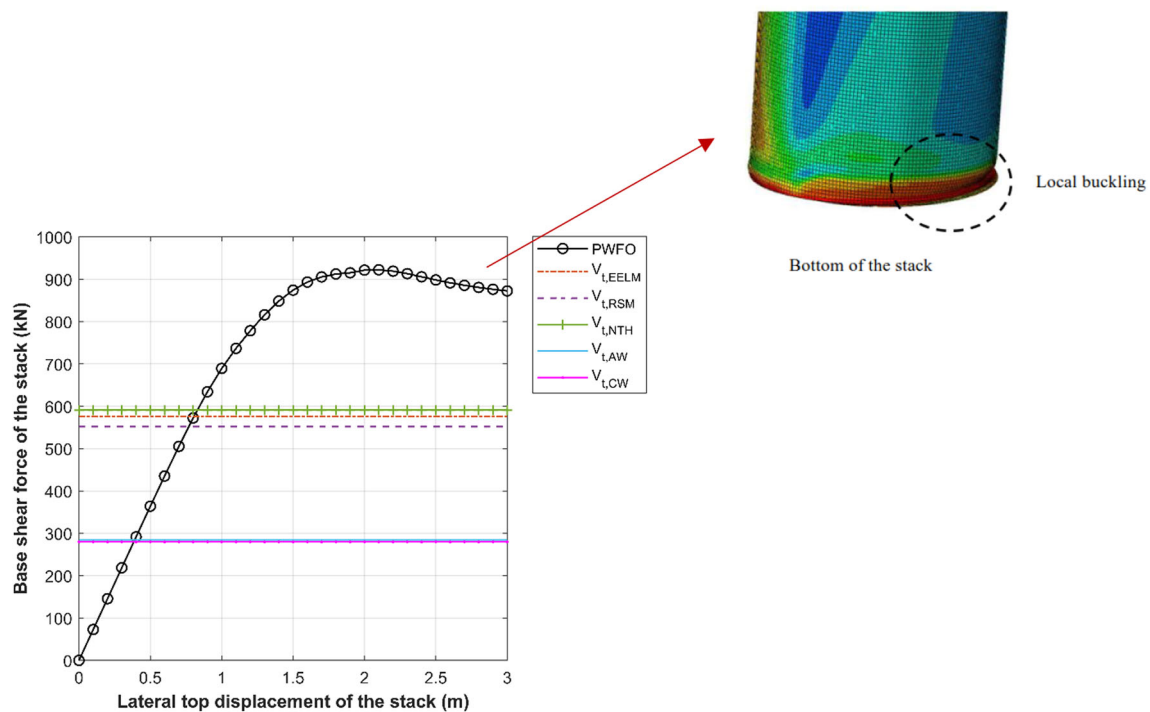 Local buckling
Bottom of the stack
1000
900
800
700
600
500
400
300
200
100
0
0
0.5
1
1.5
2
2.5
3
Base shear force of the stack (kN)
Lateral top displacement of the stack (m)
PWFO
Vt,EELM
Vt,RSM
Vt,NTH
Vt,AW
Vt,CW